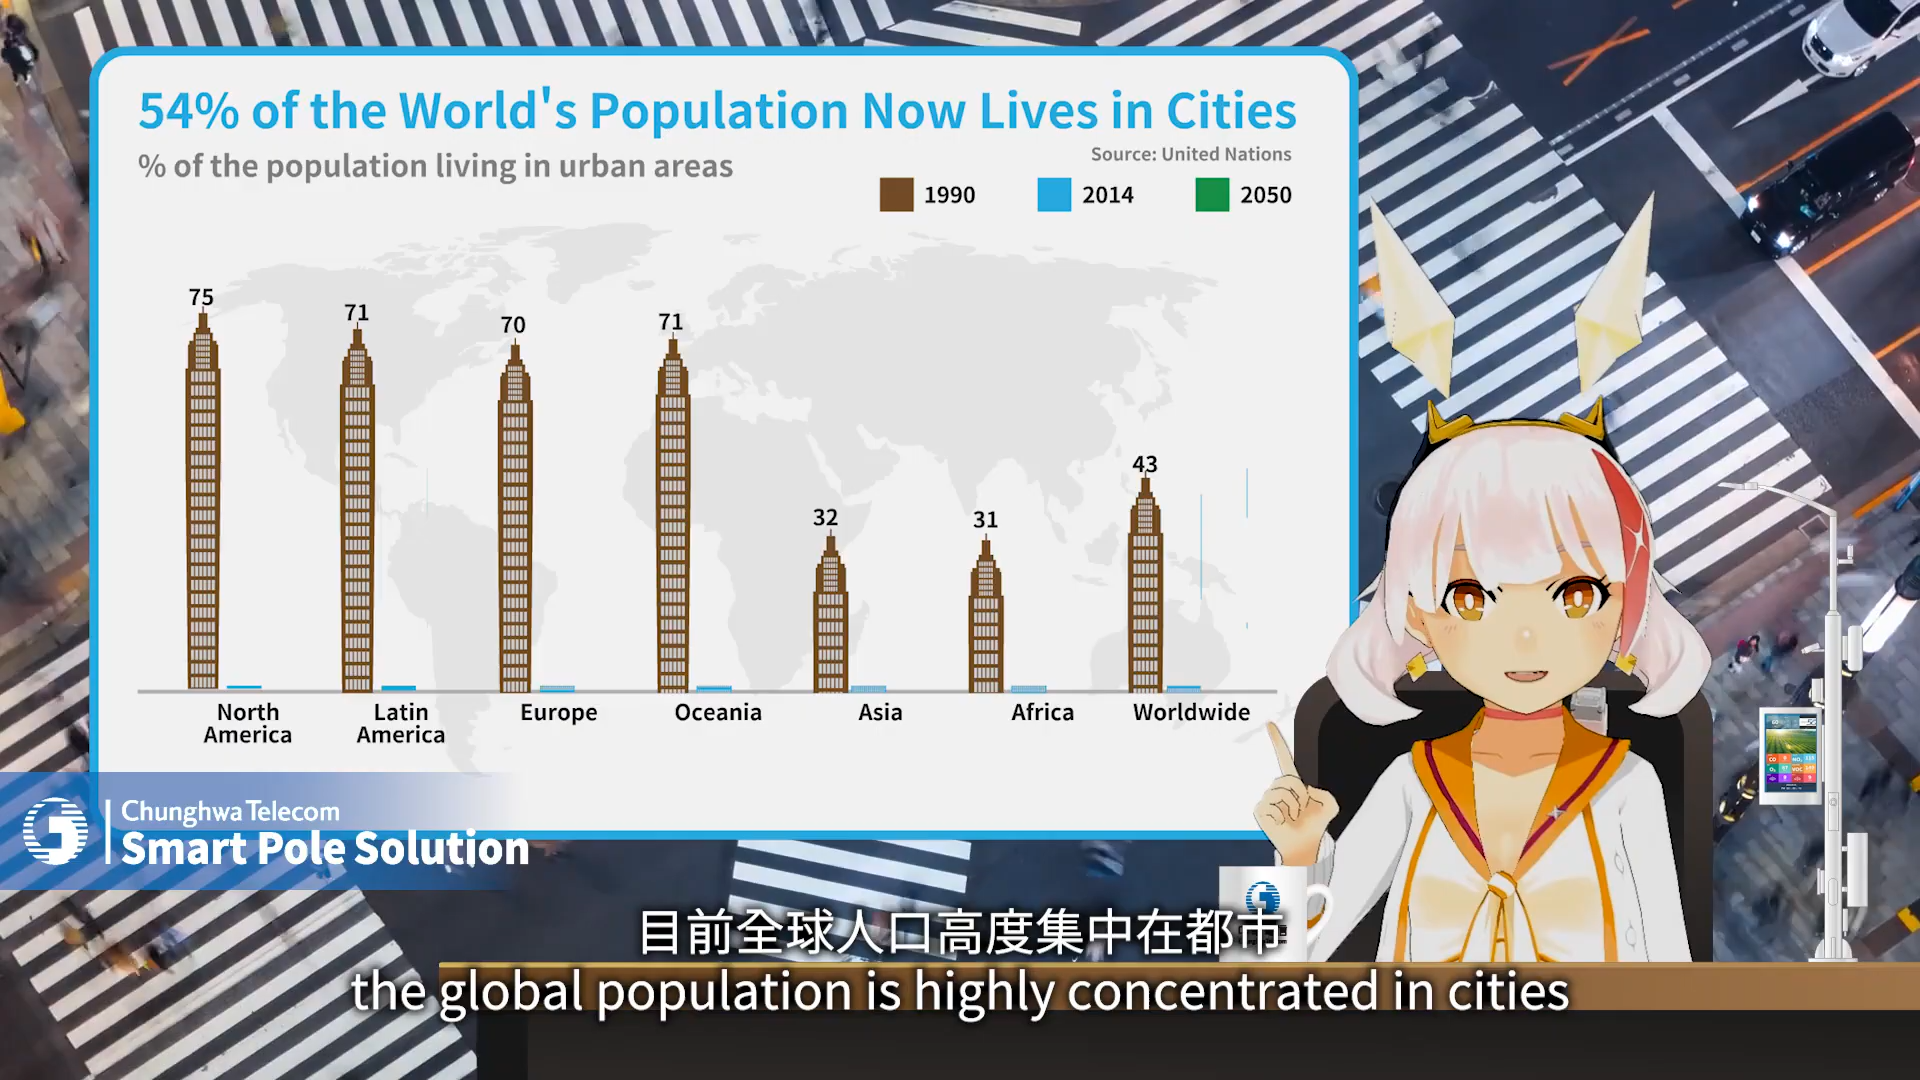 54% of the World's Population Now Lives in Cities
% of the population living in urban areas
Source: United Nations
1990 2014 2050
75 71 70 71 32 31 43
North America
Latin America
Europe
Oceania
Asia
Africa
Worldwide
Chunghwa Telecom
Smart Pole Solution
目前全球人口高度集中在都市
the global population is highly concentrated in cities